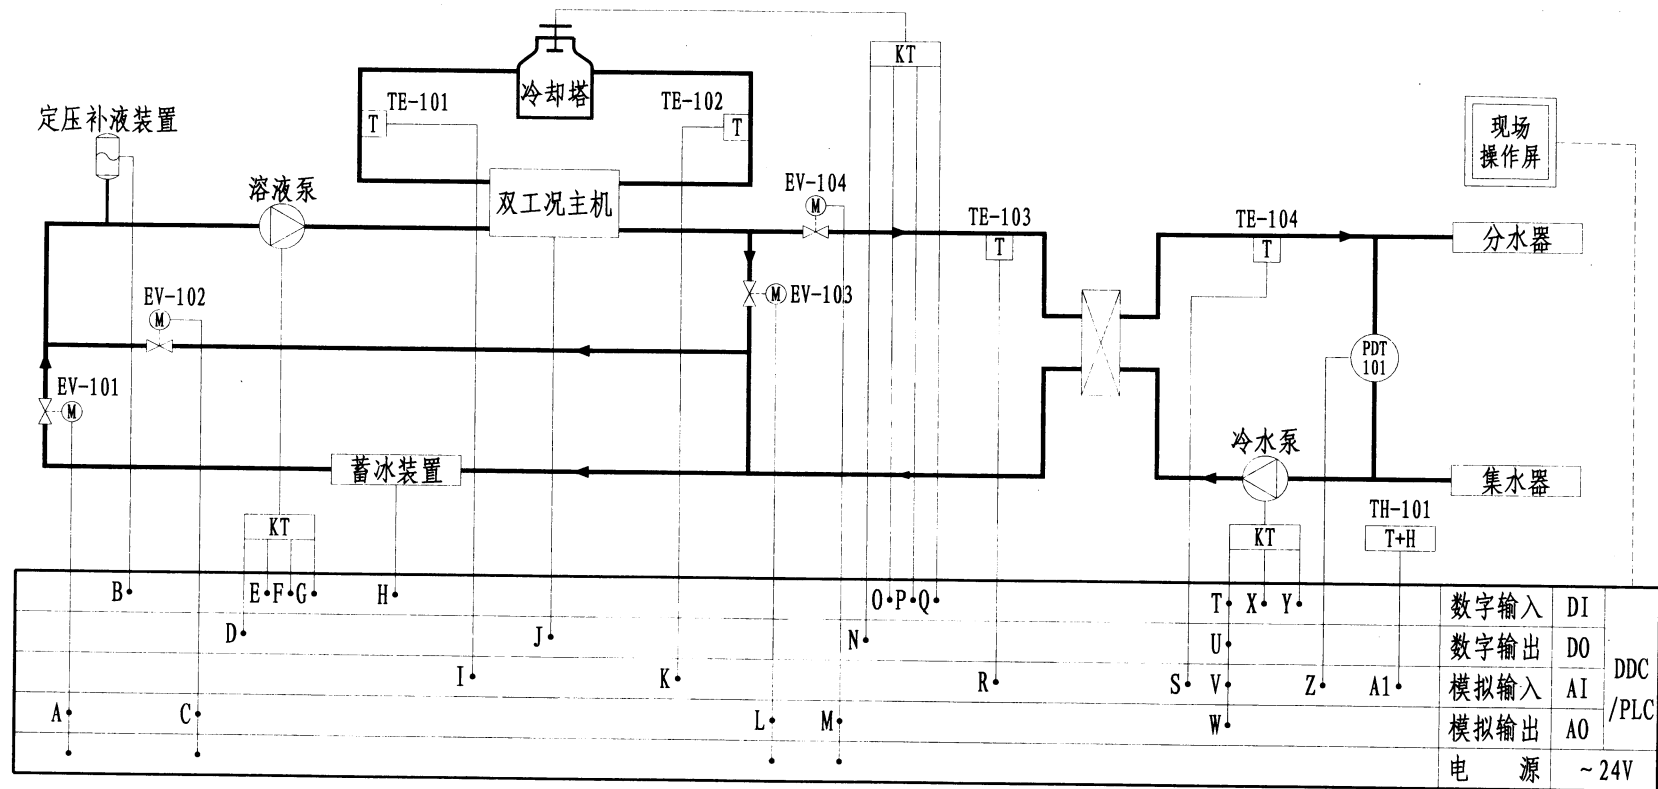 KT
冷却塔
TE-101
TE-102
T
T
定压补液装置
现场
操作屏
溶液泵
双工况主机
EV-104
M
TE-103
T
TE-104
T
分水器
EV-102
M
M
EV-103
PDT
101
EV-101
M
冷水泵
蓄冰装置
集水器
TH-101
T+H
KT
KT
B
E
F
G
H
O
P
Q
T
X
Y
数字输入
DI
D
J
N
U
数字输出
DO
DDC
/PLC
I
K
R
S
V
Z
A1
模拟输入
AI
A
C
L
M
W
模拟输出
AO
电 源
~24V